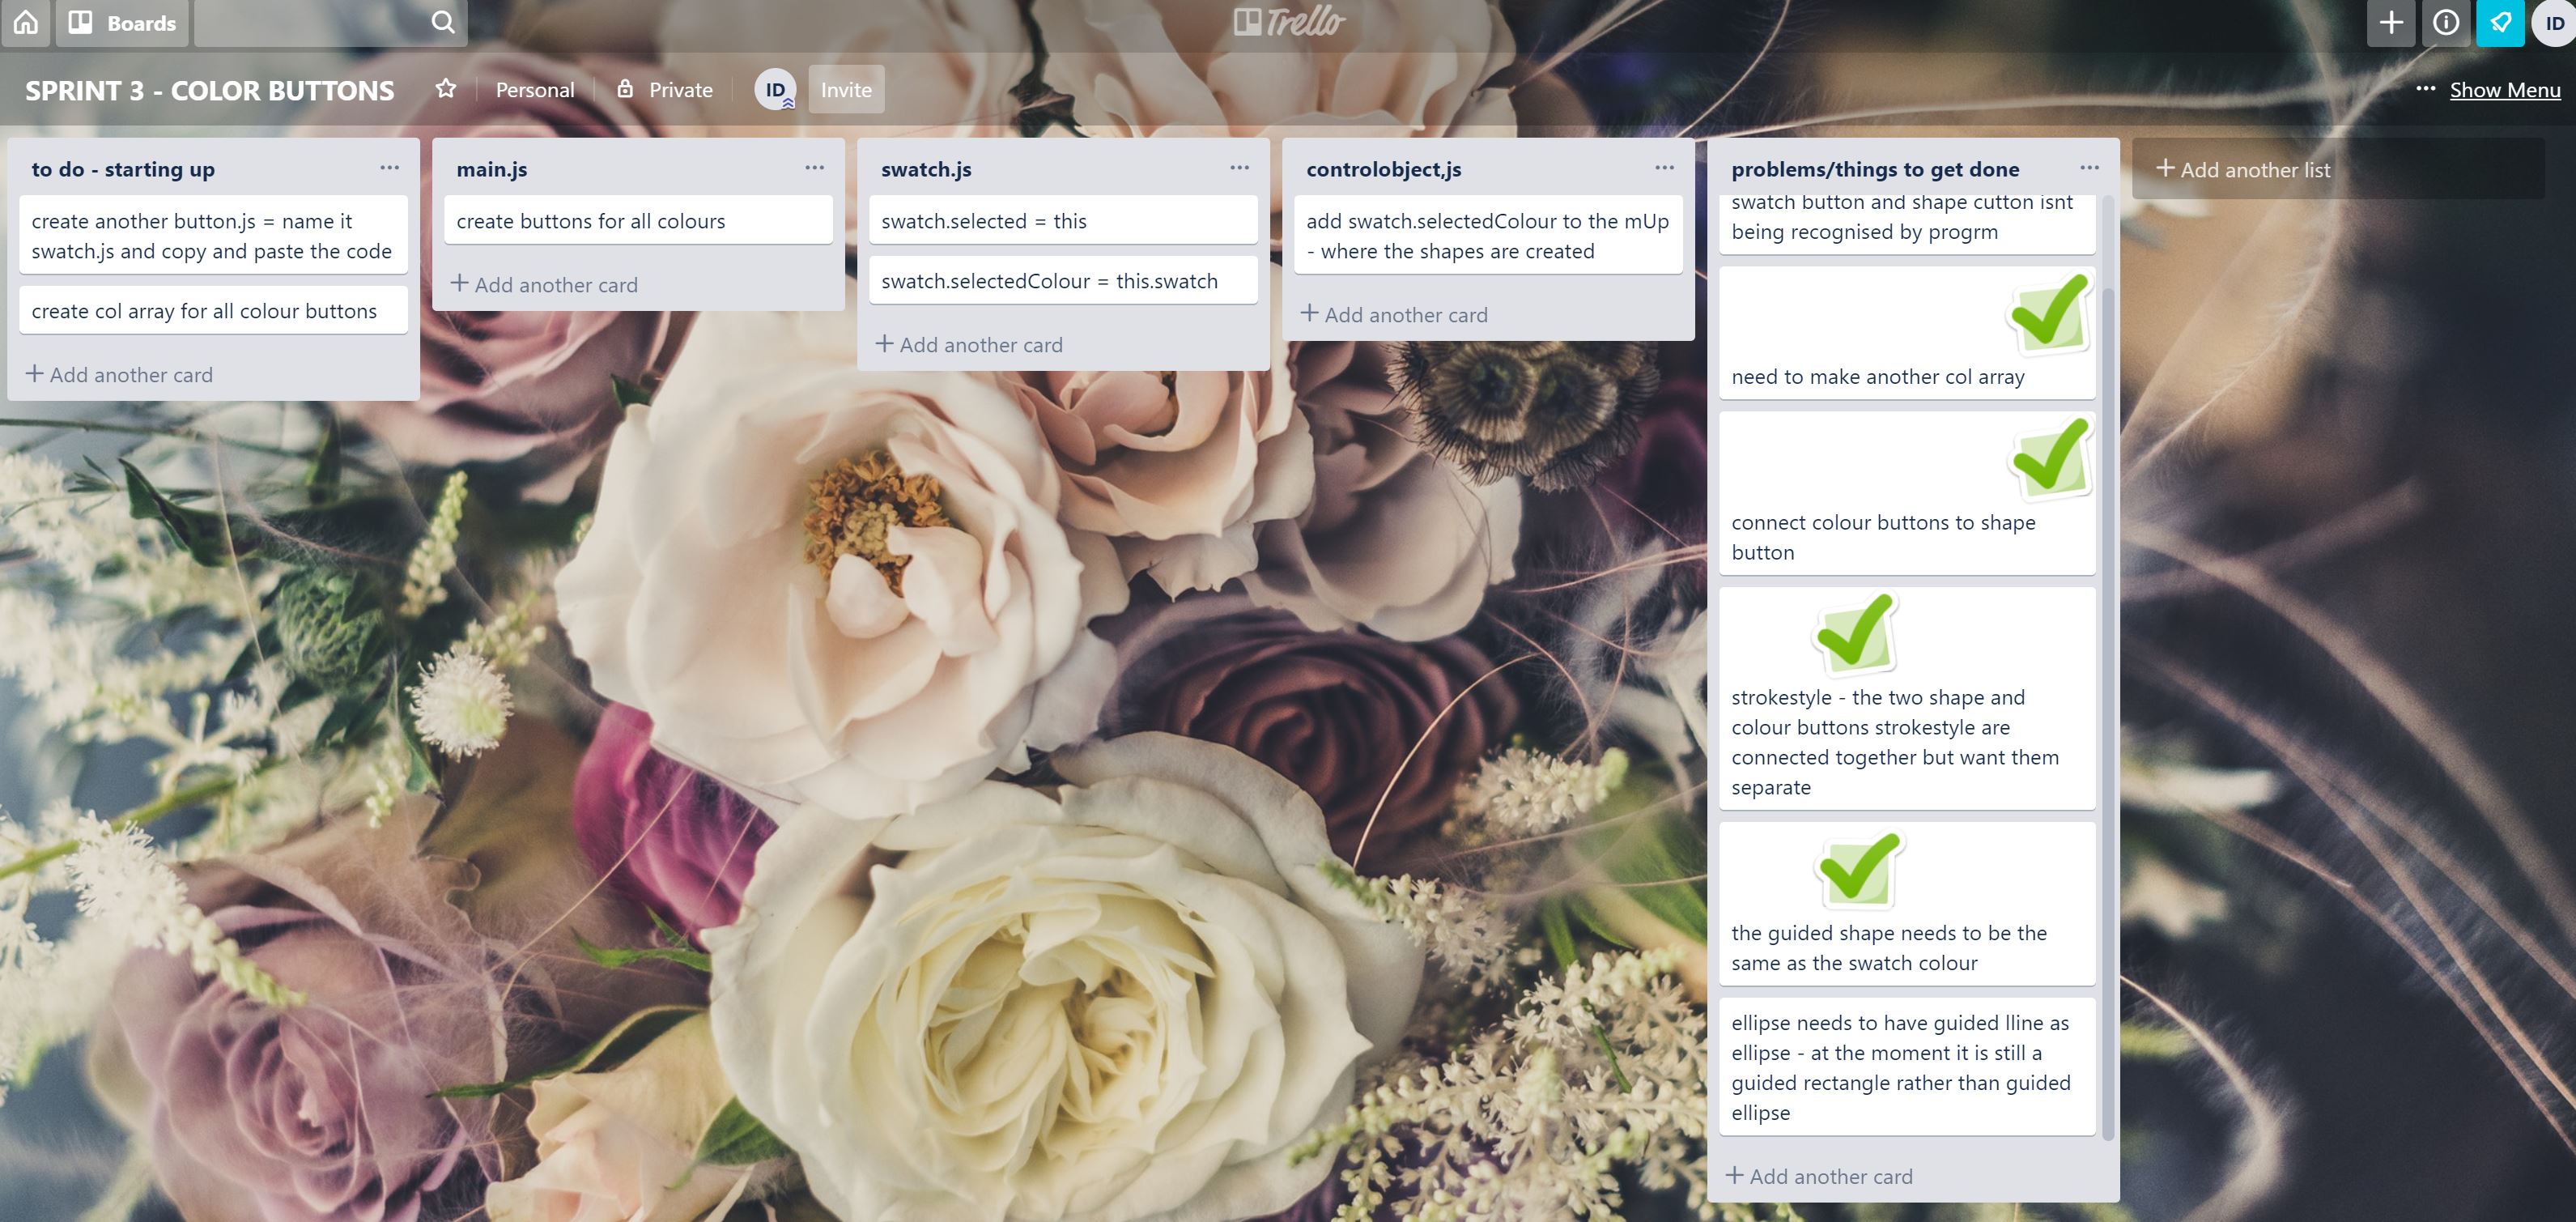 Boards
Trello
ID
SPRINT 3 - COLOR BUTTONS
Personal
Private
ID
Invite
Show Menu
to do - starting up
create another button.js = name it
swatch.js and copy and paste the code
create col array for all colour buttons
Add another card
main.js
create buttons for all colours
Add another card
swatch.js
swatch.selected = this
swatch.selectedColour = this.swatch
Add another card
controlobject,js
add swatch.selectedColour to the mUp
- where the shapes are created
Add another card
problems/things to get done
swatch button and shape cutton isnt
being recognised by progrm
need to make another col array
connect colour buttons to shape
button
strokestyle - the two shape and
colour buttons strokestyle are
connected together but want them
separate
the guided shape needs to be the
same as the swatch colour
ellipse needs to have guided lline as
ellipse - at the moment it is still a
guided rectangle rather than guided
ellipse
Add another card
Add another list